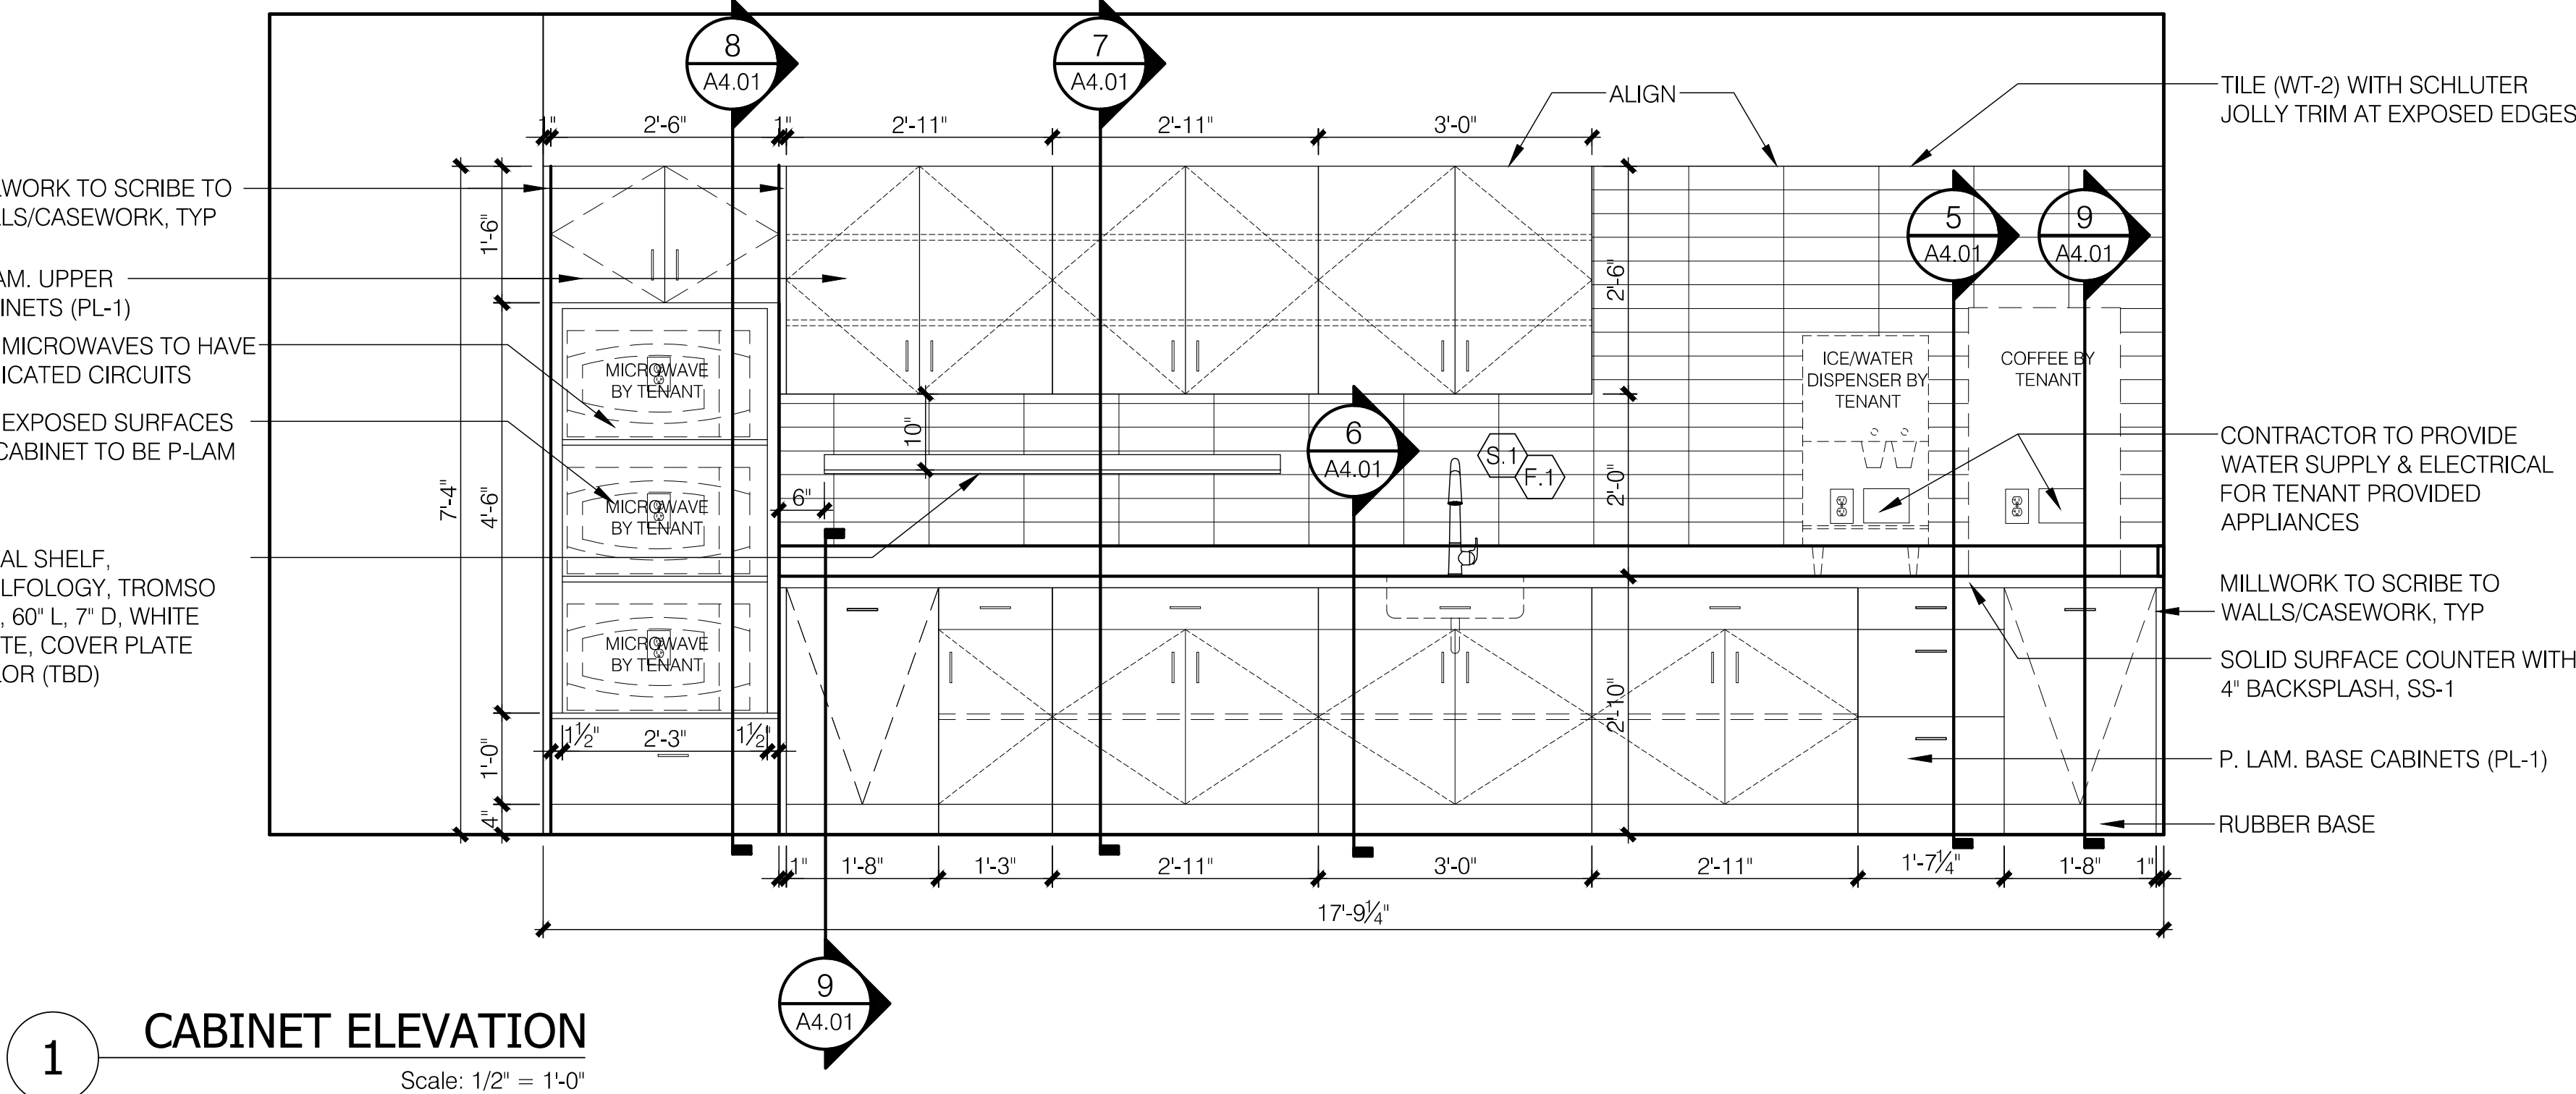 8
A4.01
7
A4.01
ALIGN
TILE (WT-2) WITH SCHLUTER
JOLLY TRIM AT EXPOSED EDGES
1"
2'-6"
1"
2'-11"
2'-11"
3'-0"
LWORK TO SCRIBE TO
LLS/CASEWORK, TYP
AM. UPPER
INETS (PL-1)
MICROWAVES TO HAVE
ICATED CIRCUITS
EXPOSED SURFACES
CABINET TO BE P-LAM
AL SHELF,
LFOLOGY, TROMSO
, 60" L, 7" D, WHITE
TE, COVER PLATE
OR (TBD)
7'-4"
1'-6"
4'-6"
1'-0"
4"
MICROWAVE
BY TENANT
MICROWAVE
BY TENANT
MICROWAVE
BY TENANT
1½"
2'-3"
1½"
10"
6"
6
A4.01
S.1
F.1
2'-6"
2'-0"
2'-10"
5
A4.01
9
A4.01
ICE/WATER
DISPENSER BY
TENANT
COFFEE BY
TENANT
CONTRACTOR TO PROVIDE
WATER SUPPLY & ELECTRICAL
FOR TENANT PROVIDED
APPLIANCES
MILLWORK TO SCRIBE TO
WALLS/CASEWORK, TYP
SOLID SURFACE COUNTER WITH
4" BACKSPLASH, SS-1
P. LAM. BASE CABINETS (PL-1)
RUBBER BASE
1"
1'-8"
1'-3"
2'-11"
3'-0"
2'-11"
1'-7¼"
1'-8"
1"
17'-9¼"
9
A4.01
1
CABINET ELEVATION
Scale: 1/2" = 1'-0"